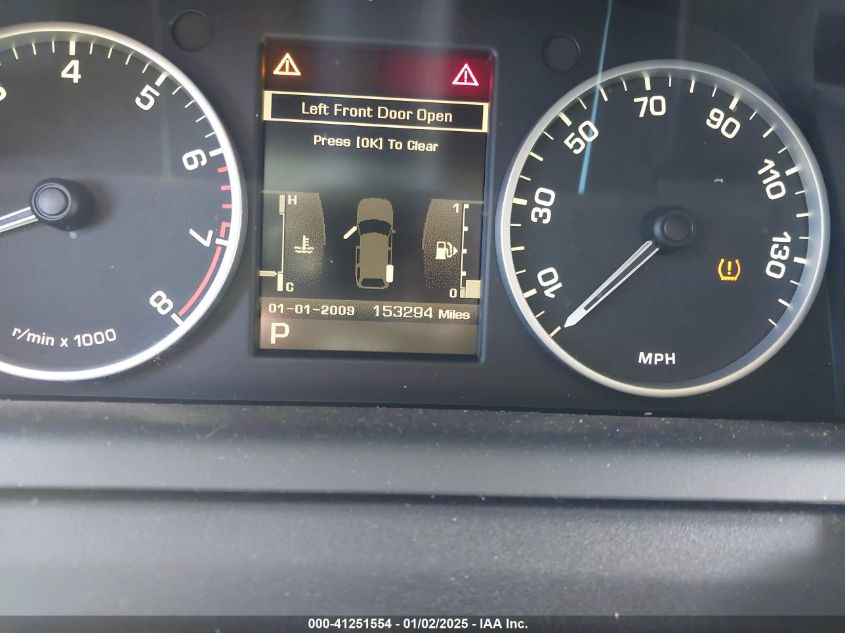 3
4
5
6
7
8
r/min x 1000
Left Front Door Open
Press [OK] To Clear
H
C
1
0
01-01-2009 153294 Miles
P
10
30
50
70
90
110
130
MPH
000-41251554 / 01/02/2025 - IAA Inc.